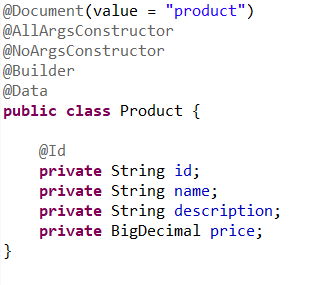 @Document(value = "product")
@AllArgsConstructor
@NoArgsConstructor
@Builder
@Data
public class Product {
@Id
private String id;
private String name;
private String description;
private BigDecimal price;
}